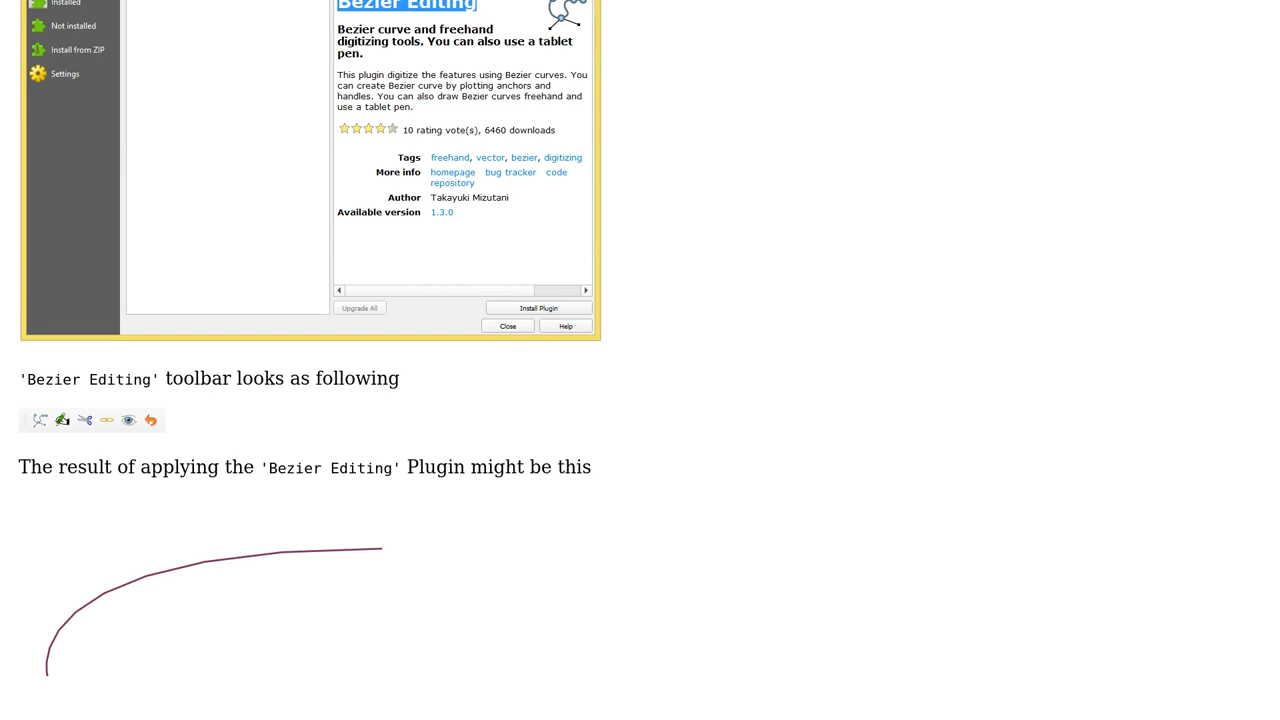 Installed
Bezier Editing
Not installed
Install from ZIP
Settings
Bezier curve and freehand
digitizing tools. You can also use a tablet
pen.
This plugin digitize the features using Bezier curves. You
can create Bezier curve by plotting anchors and
handles. You can also draw Bezier curves freehand and
use a tablet pen.
10 rating vote(s), 6460 downloads
Tags freehand, vector, bezier, digitizing
More info homepage bug tracker code
repository
Author Takayuki Mizutani
Available version 1.3.0
Upgrade All Install Plugin
Close Help
'Bezier Editing' toolbar looks as following
The result of applying the 'Bezier Editing' Plugin might be this